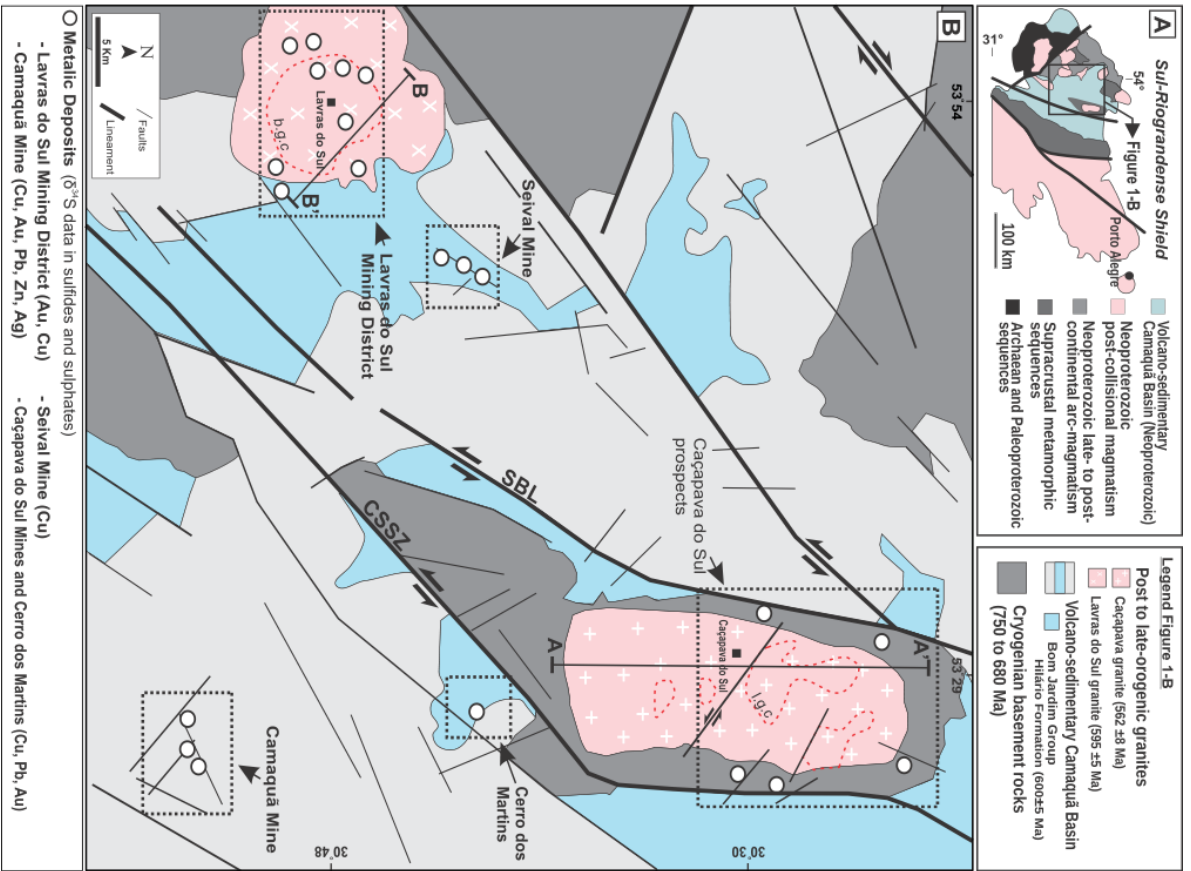 A
Sul-Riograndense Shield
54°
31°
Figure 1-B
Porto Alegre
100 km
Volcano-sedimentary
Camaquã Basin (Neoproterozoic)
Neoproterozoic
post-collisional magmatism
Neoproterozoic late- to post-
continental arc-magmatism
Supracrustal metamorphic
sequences
Archaean and Paleoproterozoic
sequences
Legend Figure 1-B
Post to late-orogenic granites
Caçapava granite (562 ±8 Ma)
Lavras do Sul granite (595 ±5 Ma)
Volcano-sedimentary Camaquã Basin
Bom Jardim Group
Hilário Formation (600±5 Ma)
Cryogenian basement rocks
(750 to 680 Ma)
B
53°54
53°29
30°30
30°48
A'
A
Caçapava do Sul
l.g.c
Caçapava do Sul
prospects
SBL
CSSZ
Seival Mine
Lavras do Sul
Mining District
Cerro dos
Martins
Camaquã Mine
B
B'
Lavras do Sul
b.g.c
N
5 Km
Faults
Lineament
Metalic Deposits (δ³⁴S data in sulfides and sulphates)
- Lavras do Sul Mining District (Au, Cu)
- Seival Mine (Cu)
- Camaquã Mine (Cu, Au, Pb, Zn, Ag)
- Caçapava do Sul Mines and Cerro dos Martins (Cu, Pb, Au)